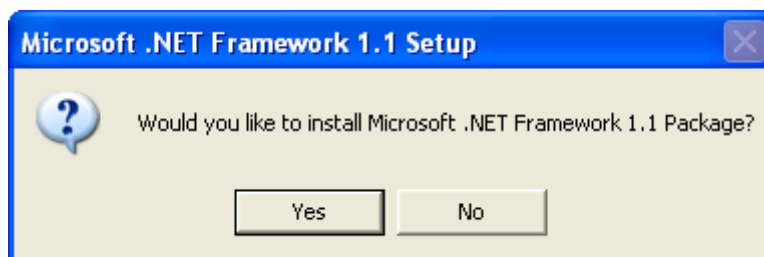 Microsoft .NET Framework 1.1 Setup
Would you like to install Microsoft .NET Framework 1.1 Package?
Yes
No